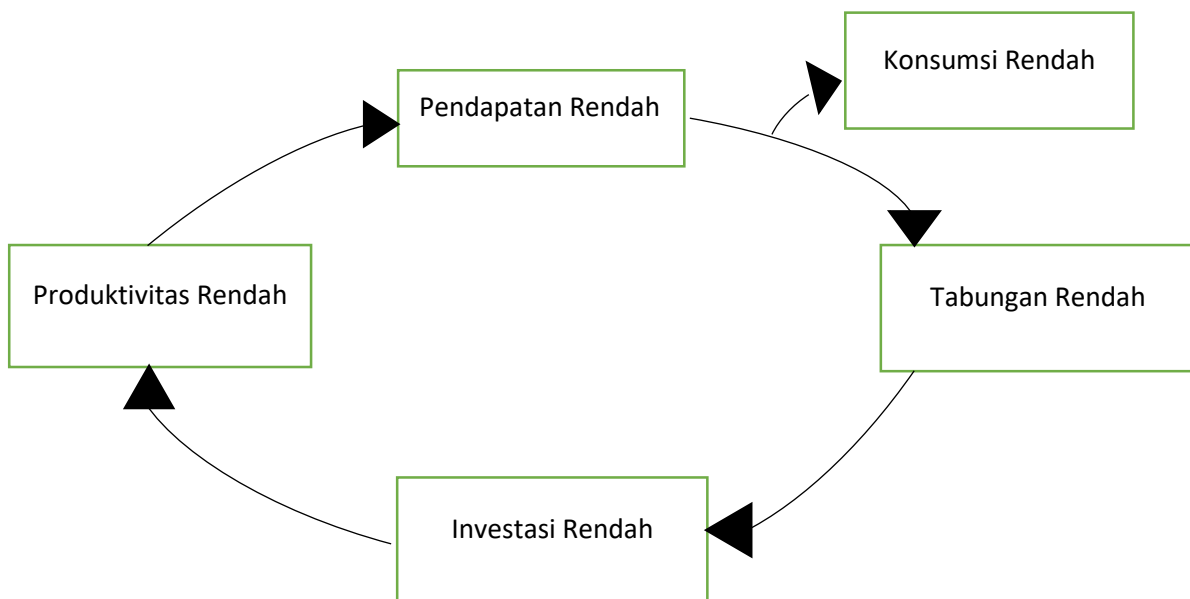 Konsumsi Rendah
Pendapatan Rendah
Produktivitas Rendah
Tabungan Rendah
Investasi Rendah